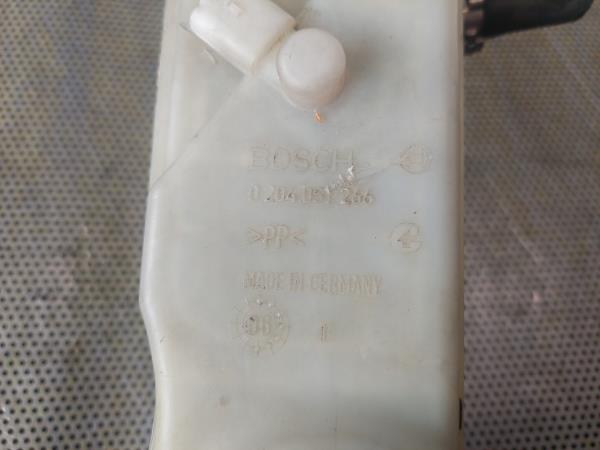 BOSCH
0 204 051 266
>PP<
MADE IN GERMANY